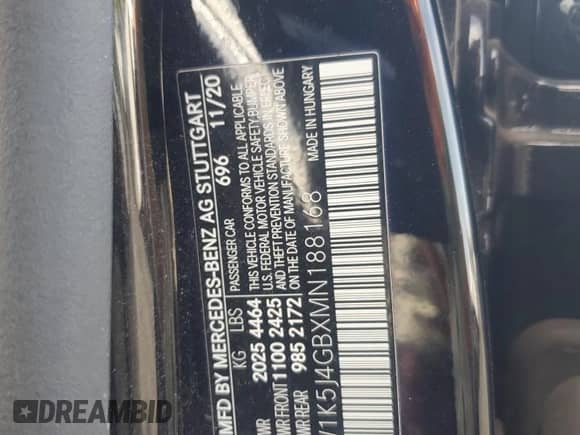 MFD BY MERCEDES-BENZ AG STUTTGART
696 11/20
KG LBS
PASSENGER CAR
2025 4464
THIS VEHICLE CONFORMS TO ALL APPLICABLE
U.S. FEDERAL MOTOR VEHICLE SAFETY, BUMPER,
FRONT 1100 2425
AND THEFT PREVENTION STANDARDS IN EFFECT
WR REAR 985 2172
ON THE DATE OF MANUFACTURE SHOWN ABOVE
MADE IN HUNGARY
1K5J4GBXMN188168
DREAMBID